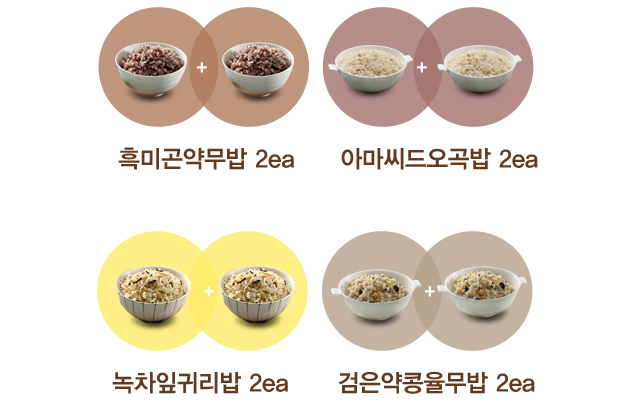 +
+
흑미곤약무밥 2ea
아마씨드오곡밥 2ea
+
+
녹차잎귀리밥 2ea
검은약콩율무밥 2ea